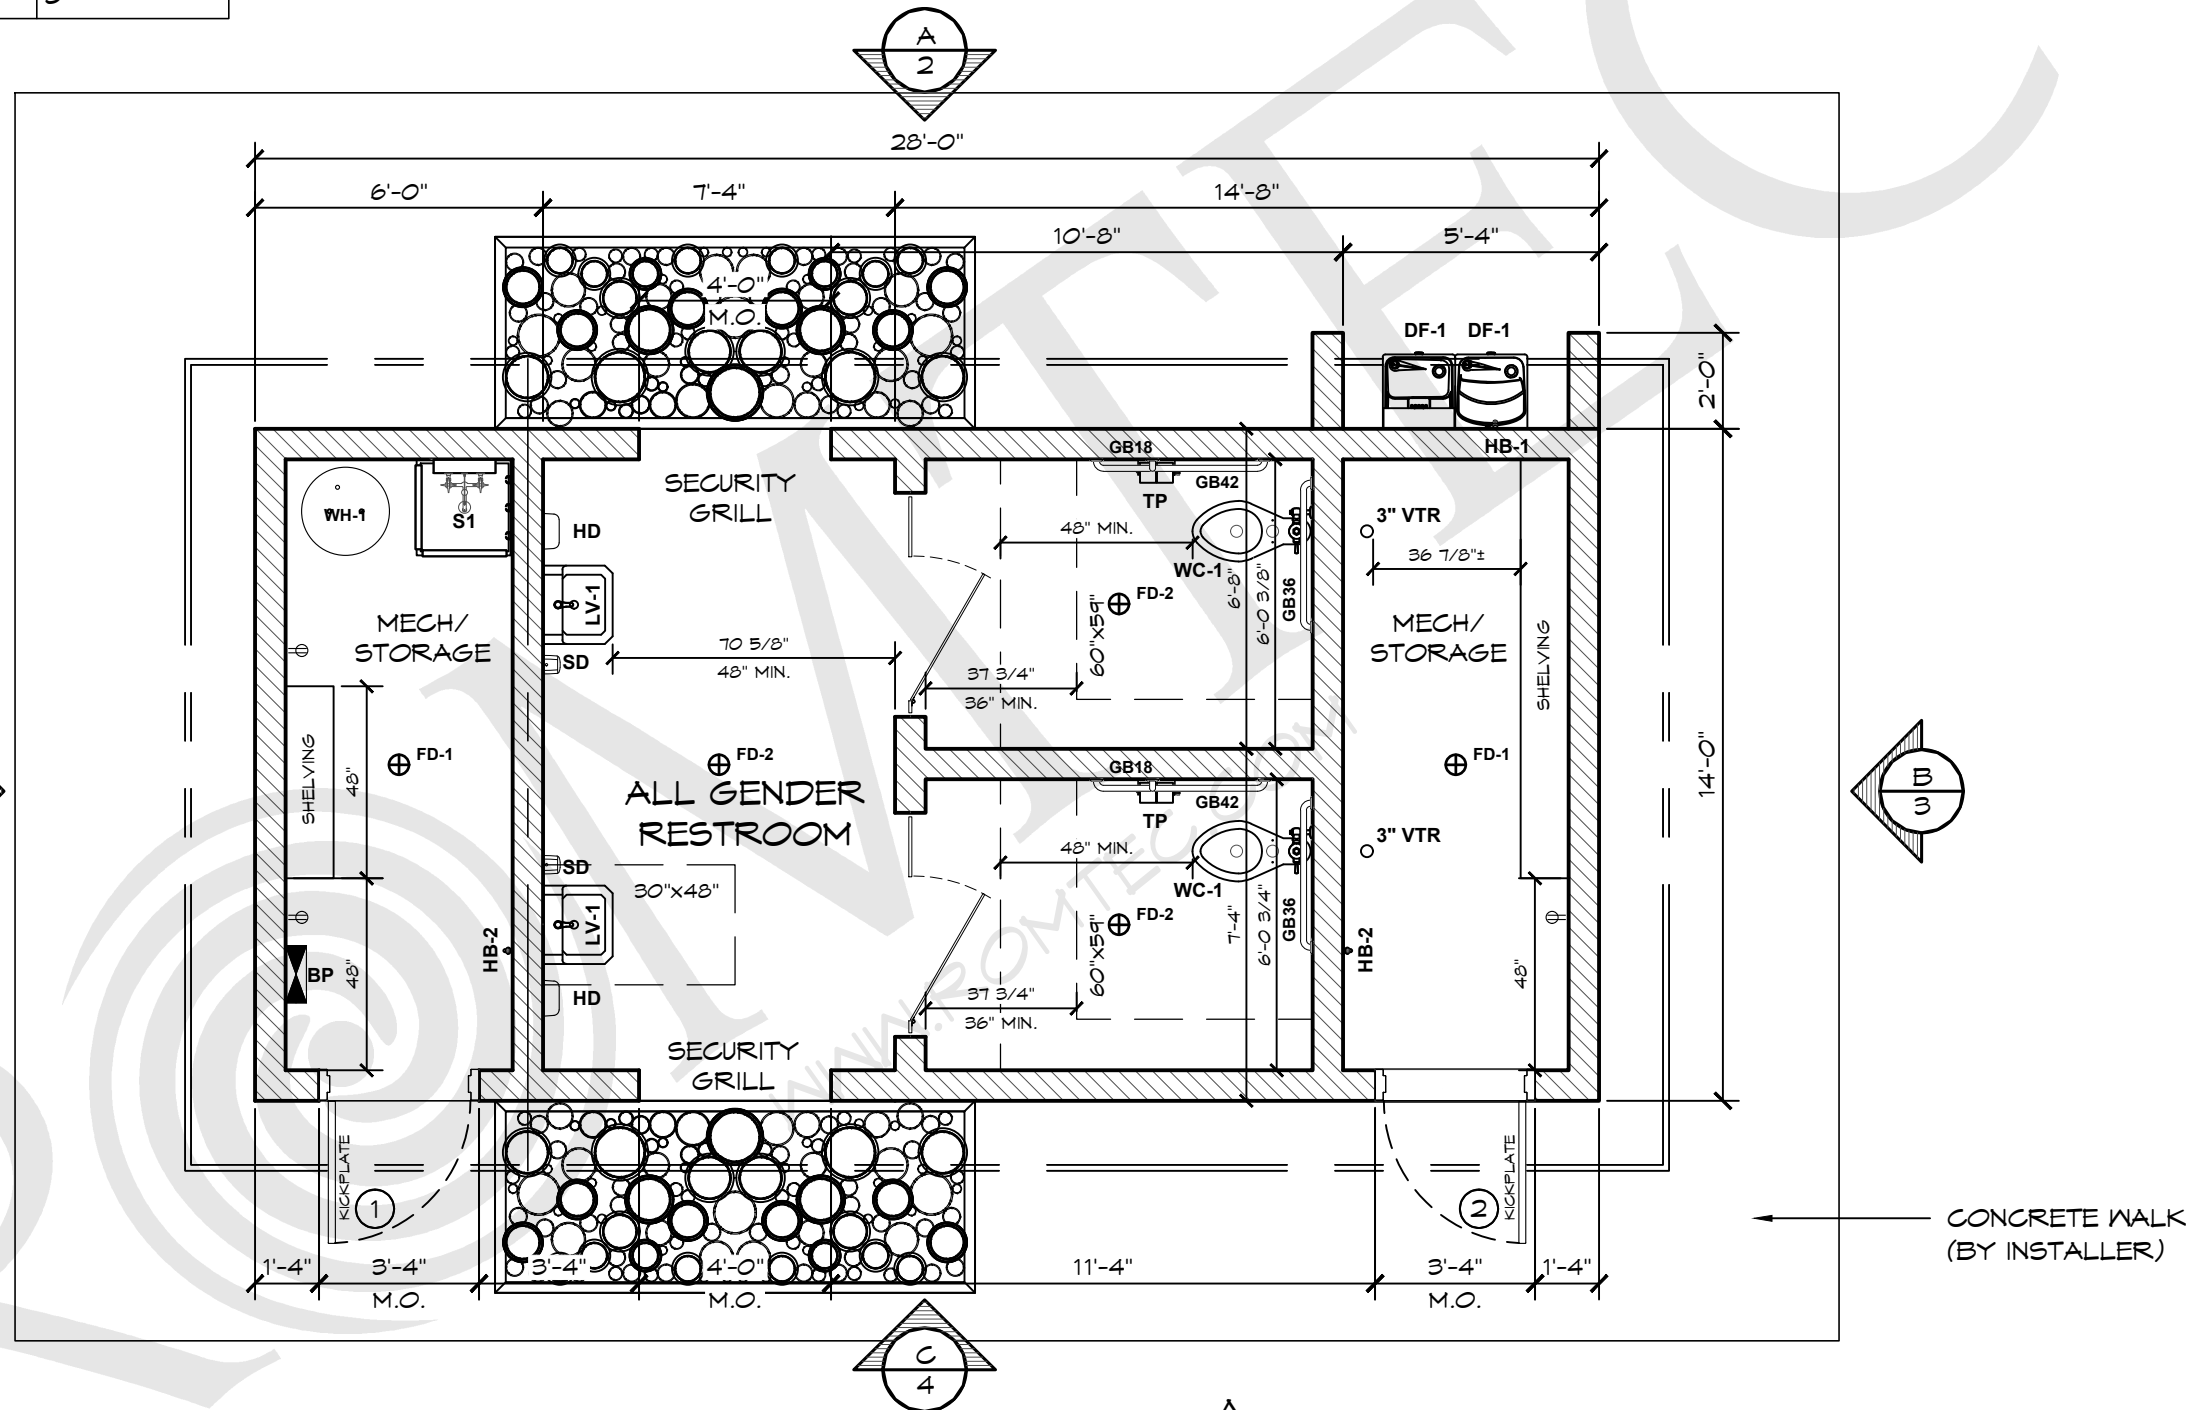 A
2
28'-0"
6'-0"
7'-4"
14'-8"
10'-8"
5'-4"
4'-0"
M.O.
DF-1 DF-1
2'-0"
HB-1
GB18
GB42
TP
SECURITY
GRILL
WH-1
S1
HD
48" MIN.
WC-1
3" VTR
36 7/8"±
LV-1
FD-2
60"x59"
6'-8"
6'-0 3/8"
GB36
MECH/
STORAGE
SD
70 5/8"
48" MIN.
37 3/4"
36" MIN.
MECH/
STORAGE
SHELVING
SHELVING
48"
FD-1
FD-2
ALL GENDER
RESTROOM
GB18
GB42
TP
FD-1
14'-0"
B
3
SD
30"x48"
LV-1
HD
48" MIN.
WC-1
3" VTR
FD-2
60"x59"
7'-4"
6'-0 3/4"
GB36
HB-2
BP
48"
HB-2
48"
37 3/4"
36" MIN.
SECURITY
GRILL
KICKPLATE
1
2
KICKPLATE
CONCRETE WALK
(BY INSTALLER)
1'-4"
3'-4"
M.O.
3'-4"
4'-0"
M.O.
11'-4"
3'-4"
M.O.
1'-4"
C
4
ROMTEC
WWW.ROMTEC.COM